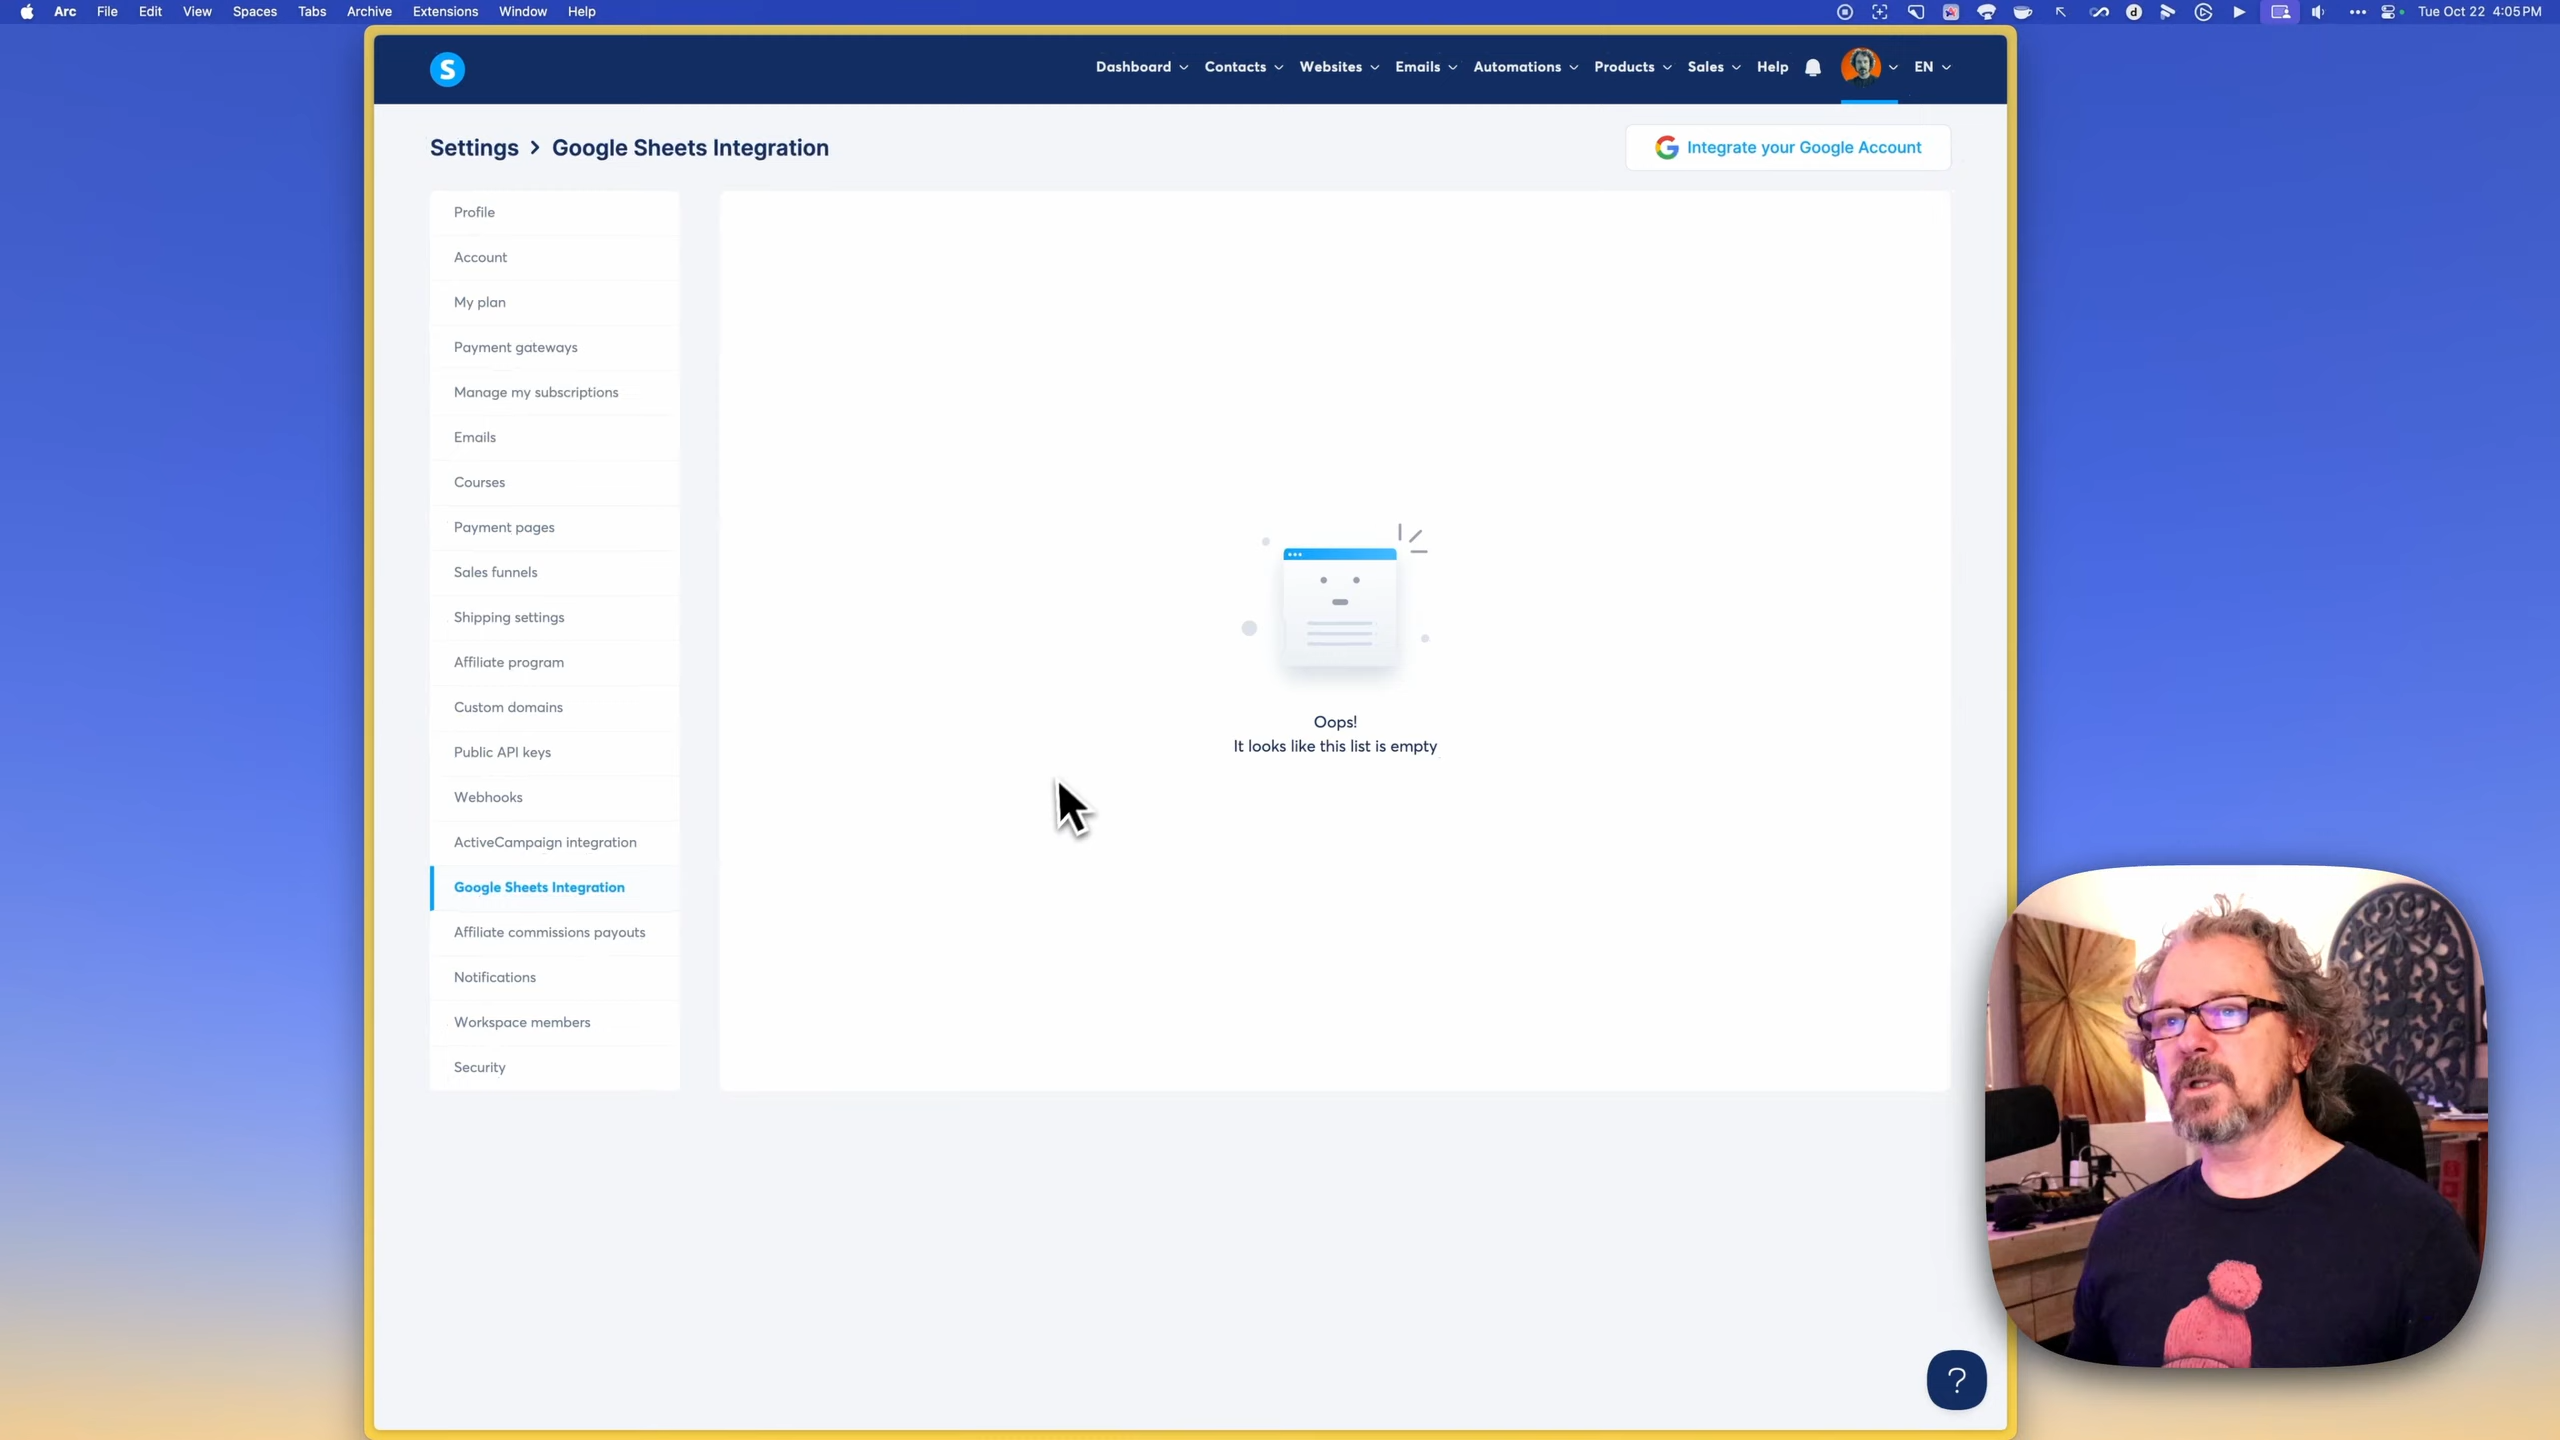 Arc File Edit View Spaces Tabs Archive Extensions Window Help
Tue Oct 22 4:05PM
S
Dashboard Contacts Websites Emails Automations Products Sales Help EN
Settings > Google Sheets Integration
Integrate your Google Account
Profile
Account
My plan
Payment gateways
Manage my subscriptions
Emails
Courses
Payment pages
Sales funnels
Shipping settings
Affiliate program
Custom domains
Public API keys
Webhooks
ActiveCampaign integration
Google Sheets Integration
Affiliate commissions payouts
Notifications
Workspace members
Security
Oops!
It looks like this list is empty
?